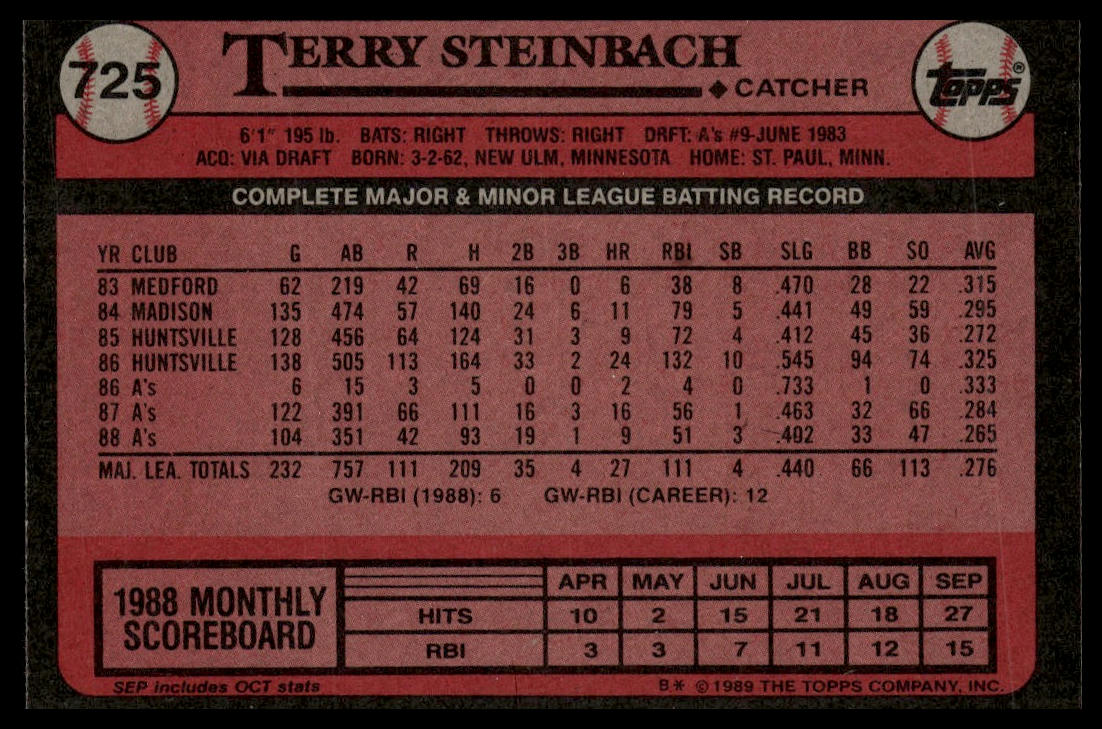 725
TERRY STEINBACH
◆ CATCHER
TOPPS®
6'1" 195 lb. BATS: RIGHT THROWS: RIGHT DRFT: A's #9-JUNE 1983
ACQ: VIA DRAFT BORN: 3-2-62, NEW ULM, MINNESOTA HOME: ST. PAUL, MINN.
COMPLETE MAJOR & MINOR LEAGUE BATTING RECORD
YR CLUB G AB R H 2B 3B HR RBI SB SLG BB SO AVG
83 MEDFORD 62 219 42 69 16 0 6 38 8 .470 28 22 .315
84 MADISON 135 474 57 140 24 6 11 79 5 .441 49 59 .295
85 HUNTSVILLE 128 456 64 124 31 3 9 72 4 .412 45 36 .272
86 HUNTSVILLE 138 505 113 164 33 2 24 132 10 .545 94 74 .325
86 A's 6 15 3 5 0 0 2 4 0 .733 1 0 .333
87 A's 122 391 66 111 16 3 16 56 1 .463 32 66 .284
88 A's 104 351 42 93 19 1 9 51 3 .402 33 47 .265
MAJ. LEA. TOTALS 232 757 111 209 35 4 27 111 4 .440 66 113 .276
GW-RBI (1988): 6 GW-RBI (CAREER): 12
1988 MONTHLY
SCOREBOARD
APR MAY JUN JUL AUG SEP
HITS 10 2 15 21 18 27
RBI 3 3 7 11 12 15
SEP includes OCT stats
B* © 1989 THE TOPPS COMPANY, INC.